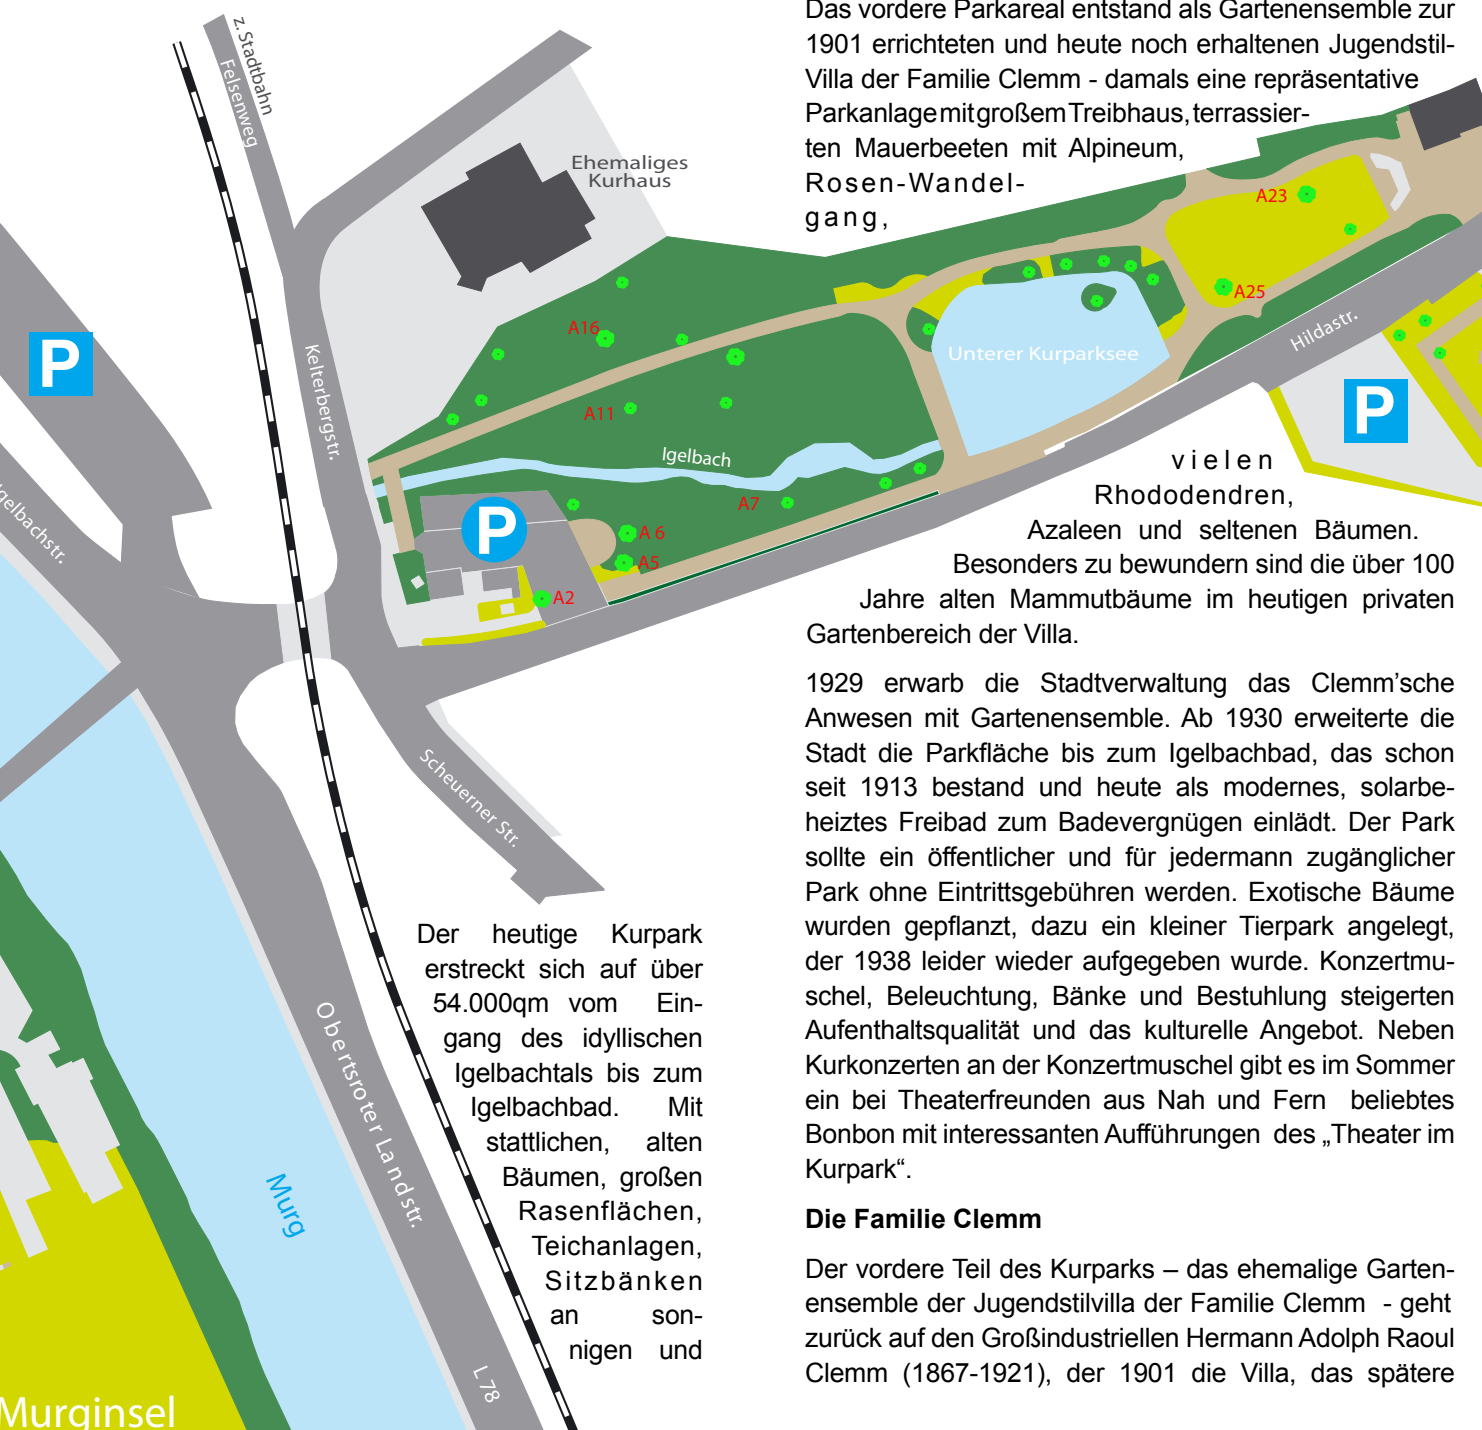 Das vordere Parkareal entstand als Gartenensemble zur
1901 errichteten und heute noch erhaltenen Jugendstil-
Villa der Familie Clemm - damals eine repräsentative
Parkanlage mit großem Treibhaus, terrassier-
ten Mauerbeeten mit Alpineum,
Rosen-Wandel-
gang,
vielen
Rhododendren,
Azaleen und seltenen Bäumen.
Besonders zu bewundern sind die über 100
Jahre alten Mammutbäume im heutigen privaten
Gartenbereich der Villa.
1929 erwarb die Stadtverwaltung das Clemm’sche
Anwesen mit Gartenensemble. Ab 1930 erweiterte die
Stadt die Parkfläche bis zum Igelbachbad, das schon
seit 1913 bestand und heute als modernes, solarbe-
heiztes Freibad zum Badevergnügen einlädt. Der Park
sollte ein öffentlicher und für jedermann zugänglicher
Park ohne Eintrittsgebühren werden. Exotische Bäume
wurden gepflanzt, dazu ein kleiner Tierpark angelegt,
der 1938 leider wieder aufgegeben wurde. Konzertmu-
schel, Beleuchtung, Bänke und Bestuhlung steigerten
Aufenthaltsqualität und das kulturelle Angebot. Neben
Kurkonzerten an der Konzertmuschel gibt es im Sommer
ein bei Theaterfreunden aus Nah und Fern beliebtes
Bonbon mit interessanten Aufführungen des „Theater im
Kurpark“.
Die Familie Clemm
Der vordere Teil des Kurparks – das ehemalige Garten-
ensemble der Jugendstilvilla der Familie Clemm - geht
zurück auf den Großindustriellen Hermann Adolph Raoul
Clemm (1867-1921), der 1901 die Villa, das spätere
Der heutige Kurpark
erstreckt sich auf über
54.000qm vom Ein-
gang des idyllischen
Igelbachtals bis zum
Igelbachbad. Mit
stattlichen, alten
Bäumen, großen
Rasenflächen,
Teichanlagen,
Sitzbänken
an son-
nigen und
z. Stadtbahn
Felsenweg
Ehemaliges
Kurhaus
A23
A25
A16
A11
Unterer Kurparksee
Hildastr.
P
P
Kelterbergstr.
Igelbach
A7
P
A 6
A5
A2
Igelbachstr.
Scheuerner Str.
Obertsroter Landstr.
Murg
L 78
Murginsel